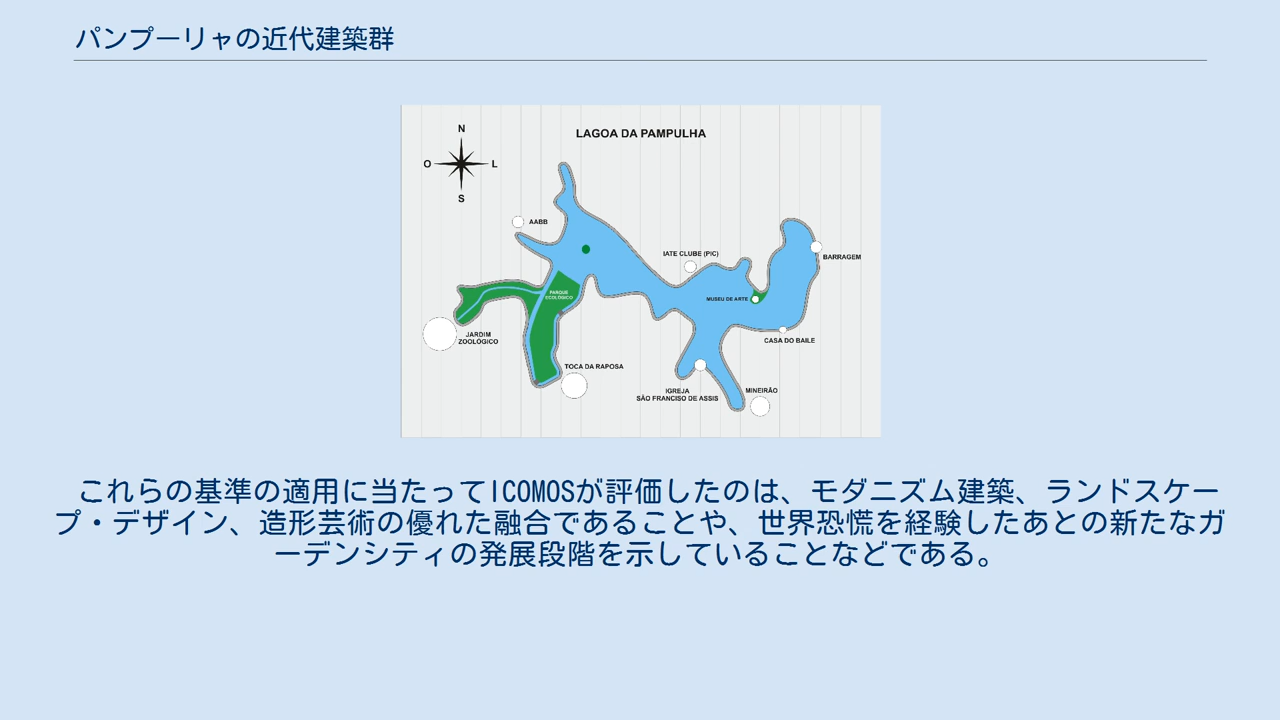 パンプーリャの近代建築群
LAGOA DA PAMPULHA
N
O
L
S
AABB
IATE CLUBE (PIC)
BARRAGEM
PARQUE
ECOLÓGICO
MUSEU DE ARTE
JARDIM
ZOOLÓGICO
CASA DO BAILE
TOCA DA RAPOSA
IGREJA
SÃO FRANCISO DE ASSIS
MINEIRÃO
これらの基準の適用に当たってICOMOSが評価したのは、モダニズム建築、ランドスケー
プ・デザイン、造形芸術の優れた融合であることや、世界恐慌を経験したあとの新たなガ
ーデンシティの発展段階を示していることなどである。